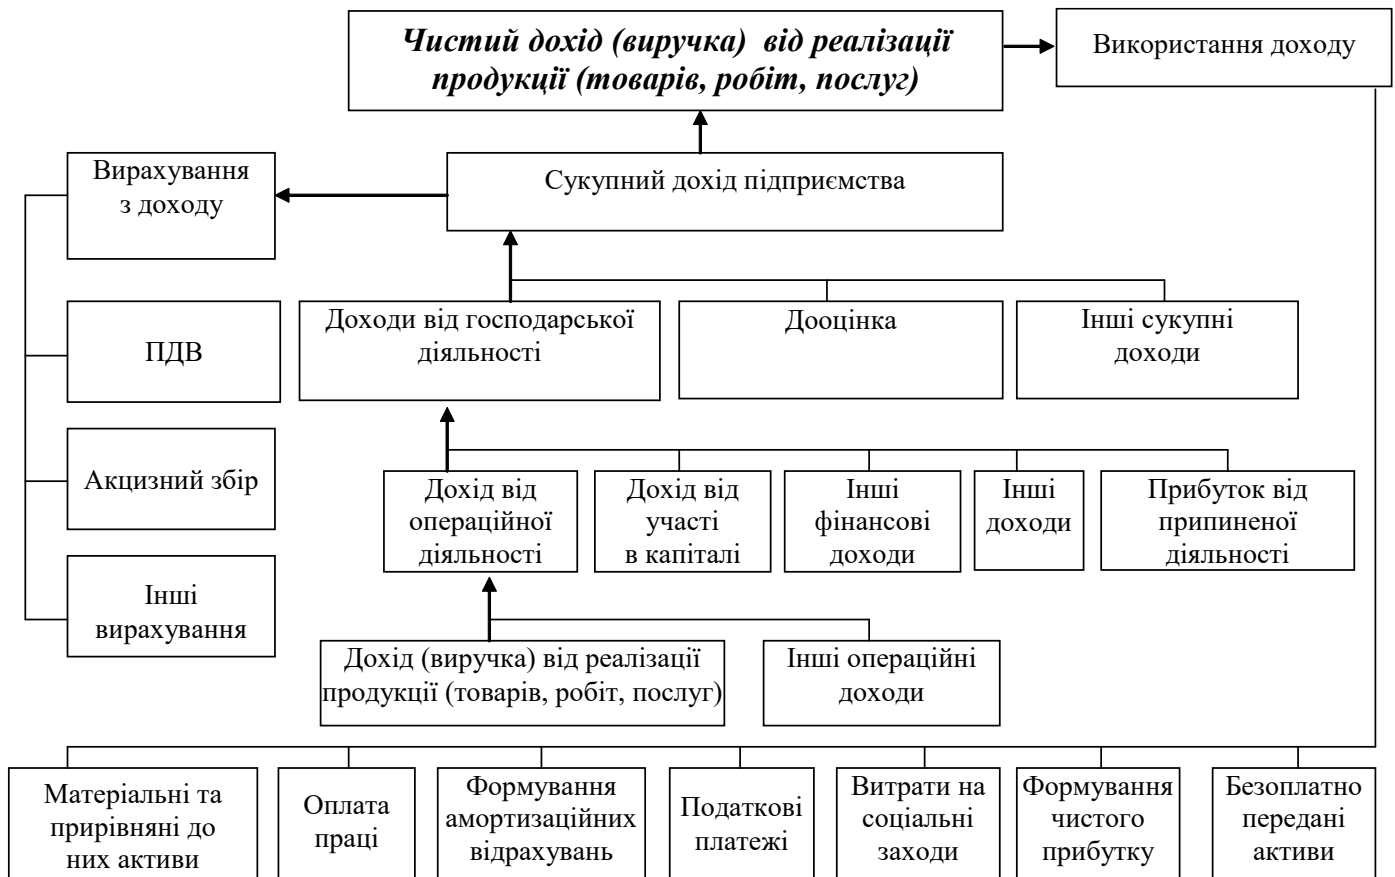 Чистий дохід (виручка) від реалізації
продукції (товарів, робіт, послуг)
Використання доходу
Вирахування
з доходу
Сукупний дохід підприємства
ПДВ
Доходи від господарської
діяльності
Дооцінка
Інші сукупні
доходи
Акцизний збір
Дохід від
операційної
діяльності
Дохід від
участі
в капіталі
Інші
фінансові
доходи
Інші
доходи
Прибуток від
припиненої
діяльності
Інші
вирахування
Дохід (виручка) від реалізації
продукції (товарів, робіт, послуг)
Інші операційні
доходи
Матеріальні та
прирівняні до
них активи
Оплата
праці
Формування
амортизаційних
відрахувань
Податкові
платежі
Витрати на
соціальні
заходи
Формування
чистого
прибутку
Безоплатно
передані
активи